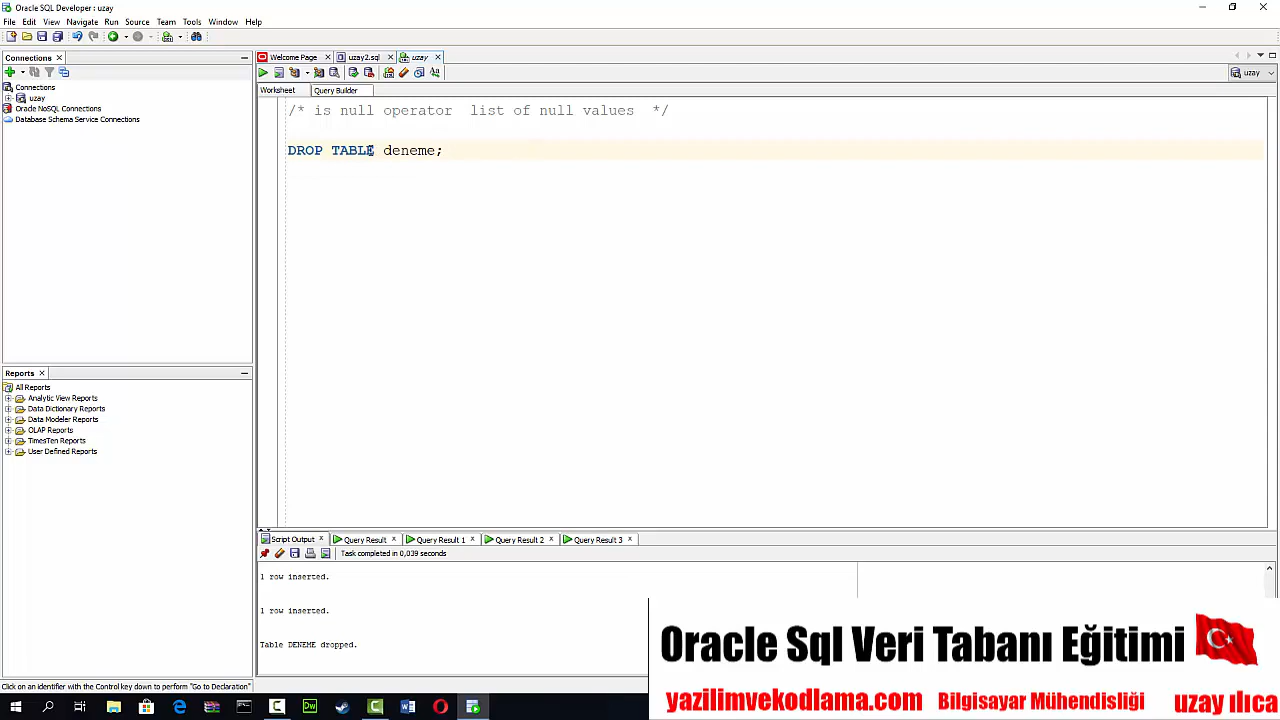 Oracle SQL Developer : uzay
File Edit View Navigate Run Source Team Tools Window Help
Connections
Welcome Page
uzay2.sql
uzay
uzay
Connections
uzay
Oracle NoSQL Connections
Database Schema Service Connections
Worksheet Query Builder
/* is null operator list of null values */
DROP TABLE deneme;
Reports
All Reports
Analytic View Reports
Data Dictionary Reports
Data Modeler Reports
OLAP Reports
TimesTen Reports
User Defined Reports
Script Output
Query Result
Query Result 1
Query Result 2
Query Result 3
Task completed in 0,039 seconds
1 row inserted.
1 row inserted.
Table DENEME dropped.
Click on an identifier with the Control key down to perform "Go to Declaration"
Oracle Sql Veri Tabanı Eğitimi
yazilimvekodlama.com Bilgisayar Mühendisliği uzay ılıca